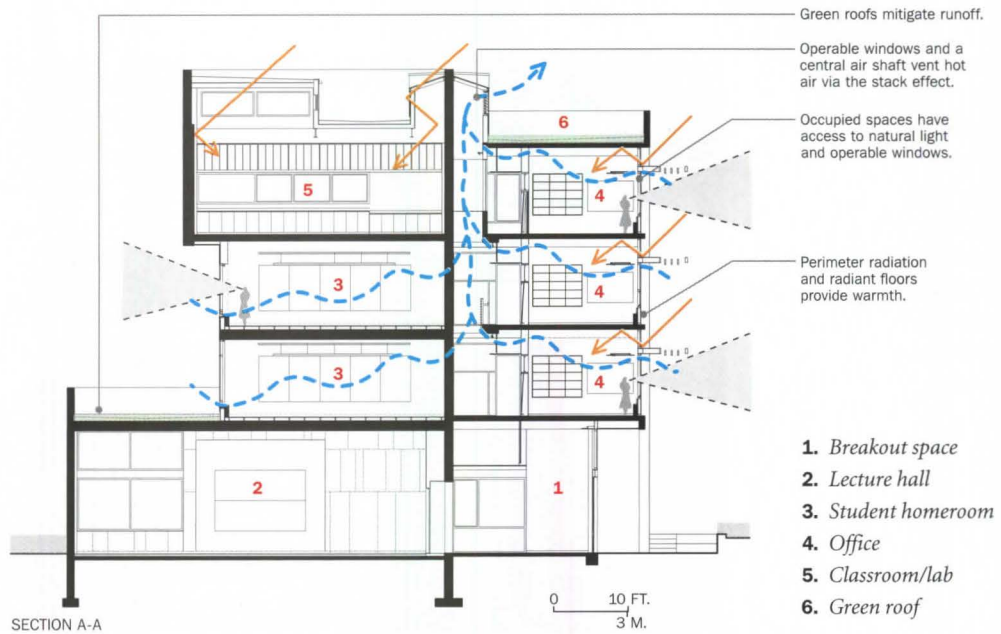 Green roofs mitigate runoff.
Operable windows and a
central air shaft vent hot
air via the stack effect.
Occupied spaces have
access to natural light
and operable windows.
Perimeter radiation
and radiant floors
provide warmth.
6
5
4
3
4
3
4
2
1
1. Breakout space
2. Lecture hall
3. Student homeroom
4. Office
5. Classroom/lab
6. Green roof
0 10 FT.
3 M.
SECTION A-A